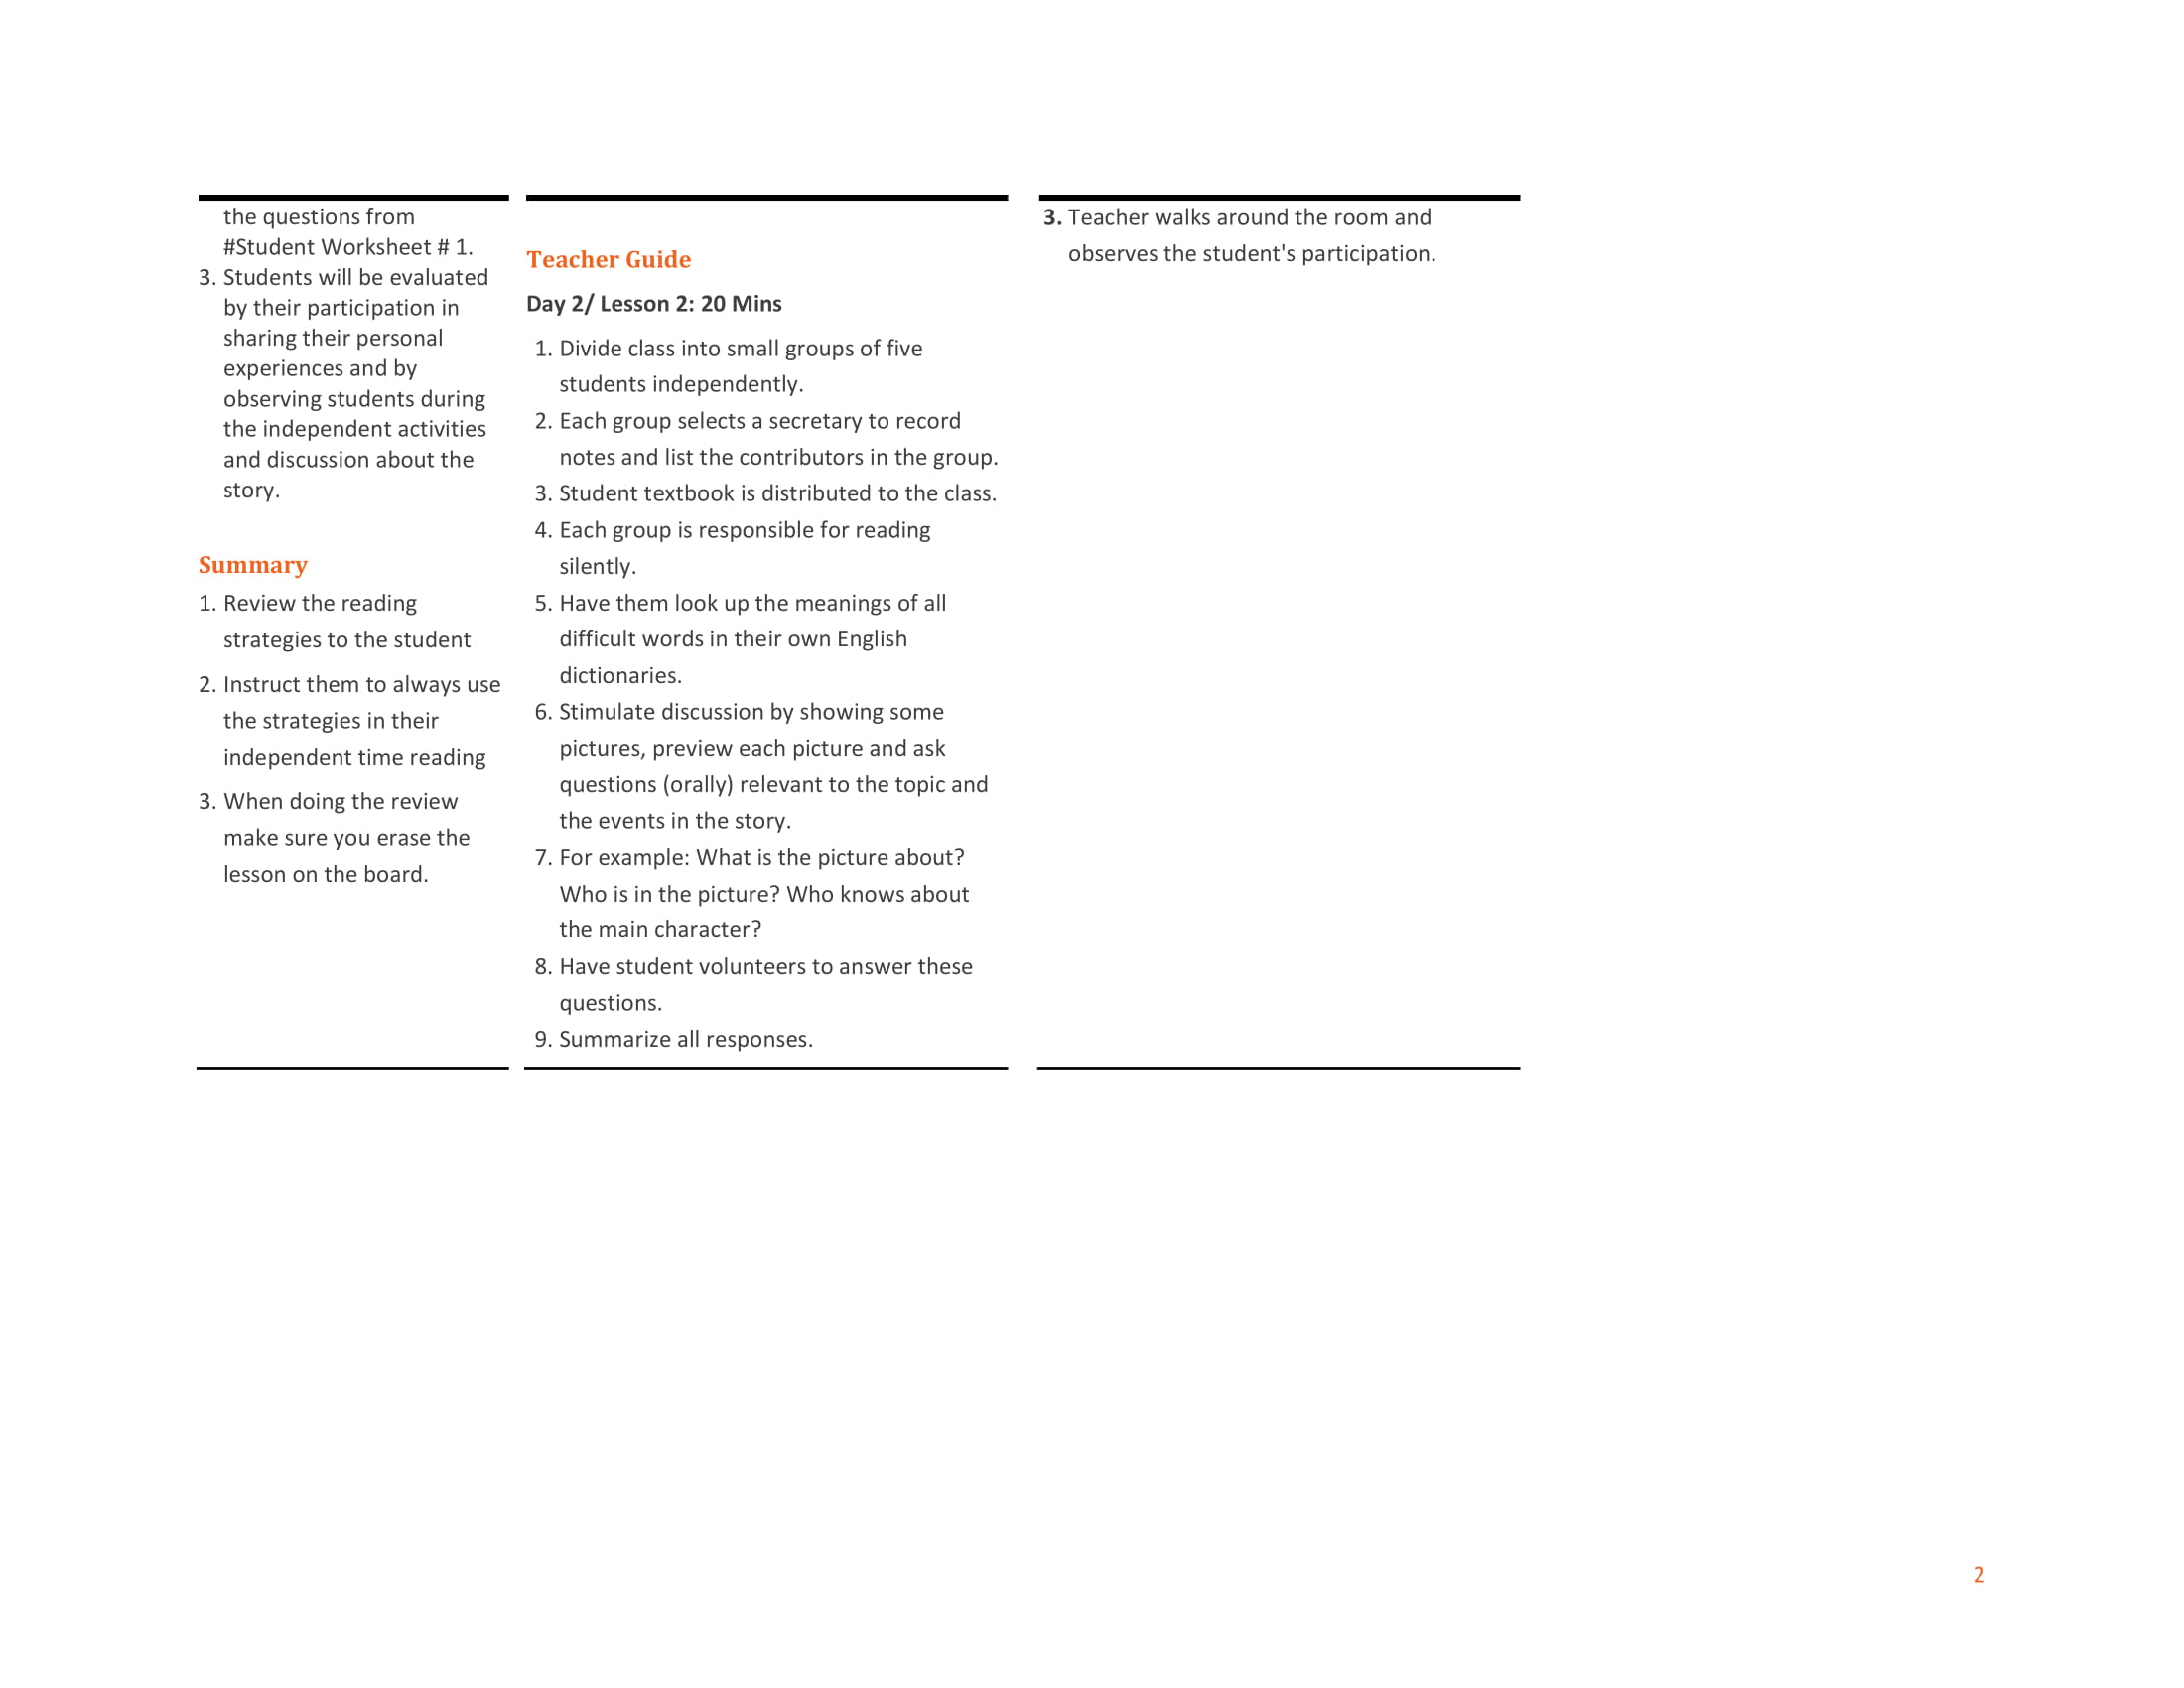 the questions from
#Student Worksheet # 1.
3. Students will be evaluated
by their participation in
sharing their personal
experiences and by
observing students during
the independent activities
and discussion about the
story.
Summary
1. Review the reading
strategies to the student
2. Instruct them to always use
the strategies in their
independent time reading
3. When doing the review
make sure you erase the
lesson on the board.
Teacher Guide
Day 2/ Lesson 2: 20 Mins
1. Divide class into small groups of five
students independently.
2. Each group selects a secretary to record
notes and list the contributors in the group.
3. Student textbook is distributed to the class.
4. Each group is responsible for reading
silently.
5. Have them look up the meanings of all
difficult words in their own English
dictionaries.
6. Stimulate discussion by showing some
pictures, preview each picture and ask
questions (orally) relevant to the topic and
the events in the story.
7. For example: What is the picture about?
Who is in the picture? Who knows about
the main character?
8. Have student volunteers to answer these
questions.
9. Summarize all responses.
3. Teacher walks around the room and
observes the student's participation.
2